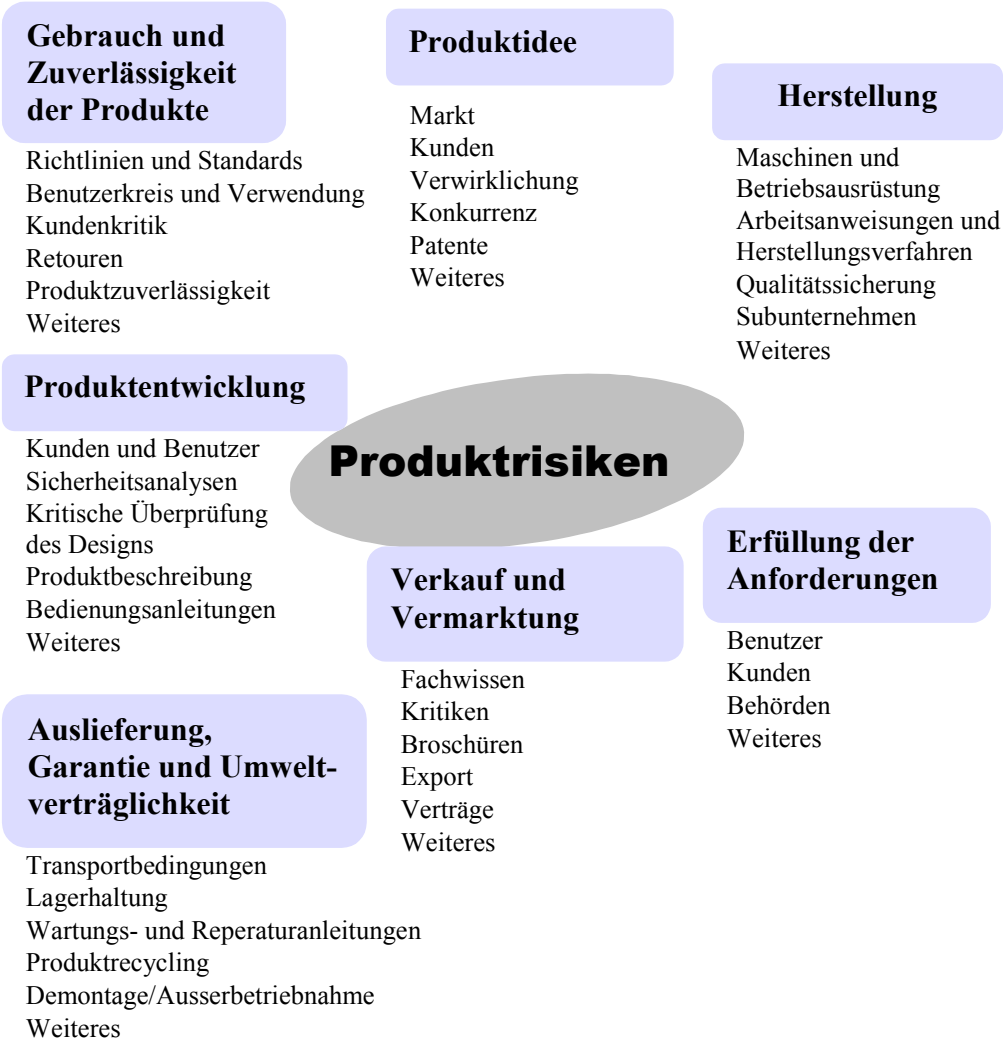 Gebrauch und
Zuverlässigkeit
der Produkte
Richtlinien und Standards
Benutzerkreis und Verwendung
Kundenkritik
Retouren
Produktzuverlässigkeit
Weiteres
Produktidee
Markt
Kunden
Verwirklichung
Konkurrenz
Patente
Weiteres
Herstellung
Maschinen und
Betriebsausrüstung
Arbeitsanweisungen und
Herstellungsverfahren
Qualitätssicherung
Subunternehmen
Weiteres
Produktentwicklung
Kunden und Benutzer
Sicherheitsanalysen
Kritische Überprüfung
des Designs
Produktbeschreibung
Bedienungsanleitungen
Weiteres
Produktrisiken
Verkauf und
Vermarktung
Fachwissen
Kritiken
Broschüren
Export
Verträge
Weiteres
Erfüllung der
Anforderungen
Benutzer
Kunden
Behörden
Weiteres
Auslieferung,
Garantie und Umwelt-
verträglichkeit
Transportbedingungen
Lagerhaltung
Wartungs- und Reperaturanleitungen
Produktrecycling
Demontage/Ausserbetriebnahme
Weiteres